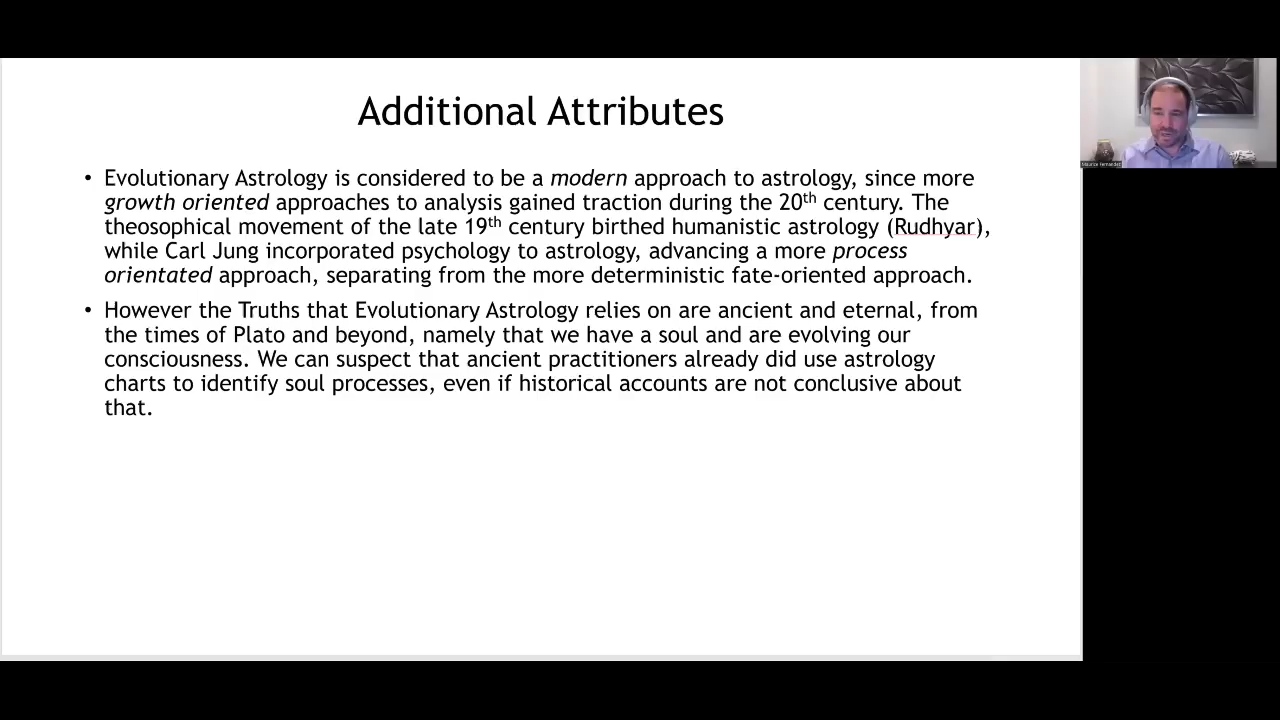 Additional Attributes
• Evolutionary Astrology is considered to be a modern approach to astrology, since more
growth oriented approaches to analysis gained traction during the 20th century. The
theosophical movement of the late 19th century birthed humanistic astrology (Rudhyar),
while Carl Jung incorporated psychology to astrology, advancing a more process
orientated approach, separating from the more deterministic fate-oriented approach.
• However the Truths that Evolutionary Astrology relies on are ancient and eternal, from
the times of Plato and beyond, namely that we have a soul and are evolving our
consciousness. We can suspect that ancient practitioners already did use astrology
charts to identify soul processes, even if historical accounts are not conclusive about
that.
Maurice Fernandez